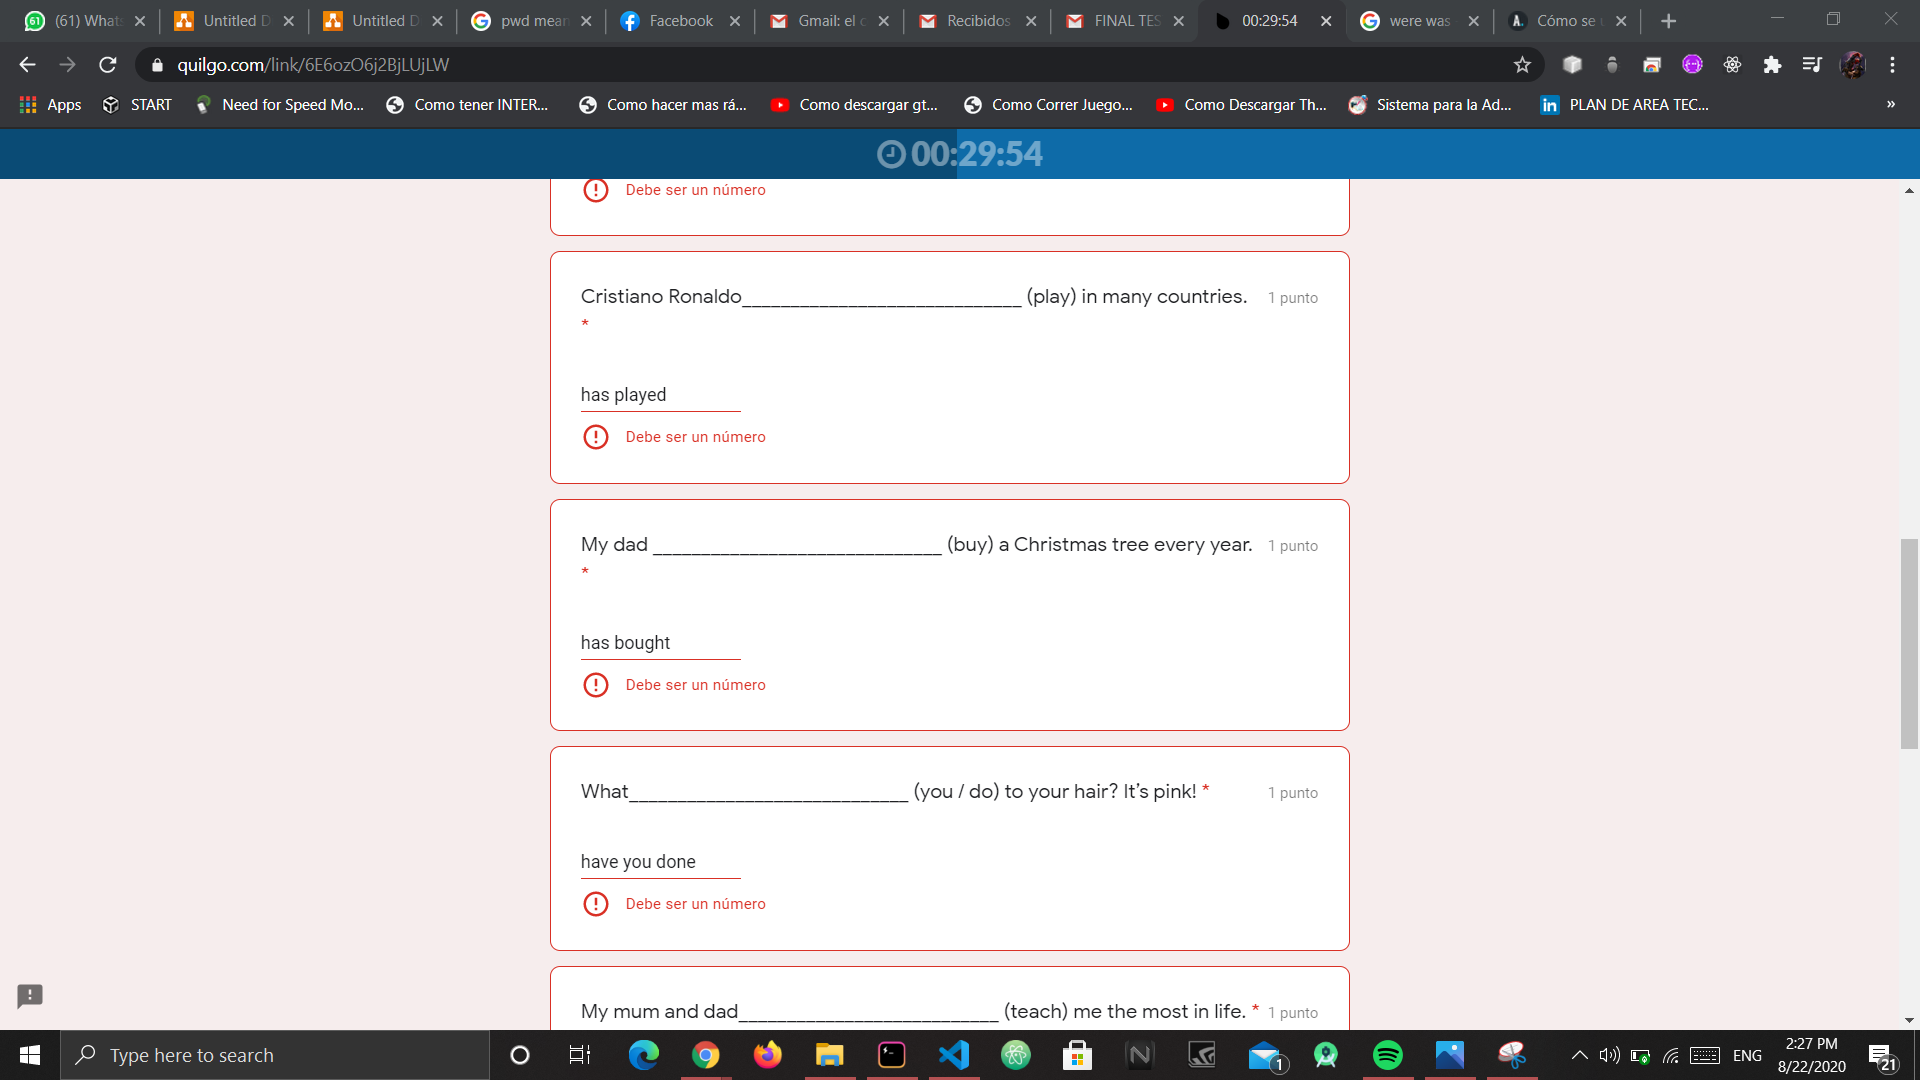 (61) What
Untitled D
Untitled D
pwd mean
Facebook
Gmail: el c
Recibidos
FINAL TES
00:29:54
were was
Cómo se u
quilgo.com/link/6E6ozO6j2BjLUjLW
Apps
START
Need for Speed Mo...
Como tener INTER...
Como hacer mas rá...
Como descargar gt...
Como Correr Juego...
Como Descargar Th...
Sistema para la Ad...
PLAN DE AREA TEC...
»
00:29:54
Debe ser un número
Cristiano Ronaldo____________________________ (play) in many countries. 1 punto
*
has played
Debe ser un número
My dad _____________________________ (buy) a Christmas tree every year. 1 punto
*
has bought
Debe ser un número
What____________________________ (you / do) to your hair? It's pink! * 1 punto
have you done
Debe ser un número
My mum and dad__________________________ (teach) me the most in life. * 1 punto
Type here to search
1
ENG
2:27 PM
8/22/2020
21